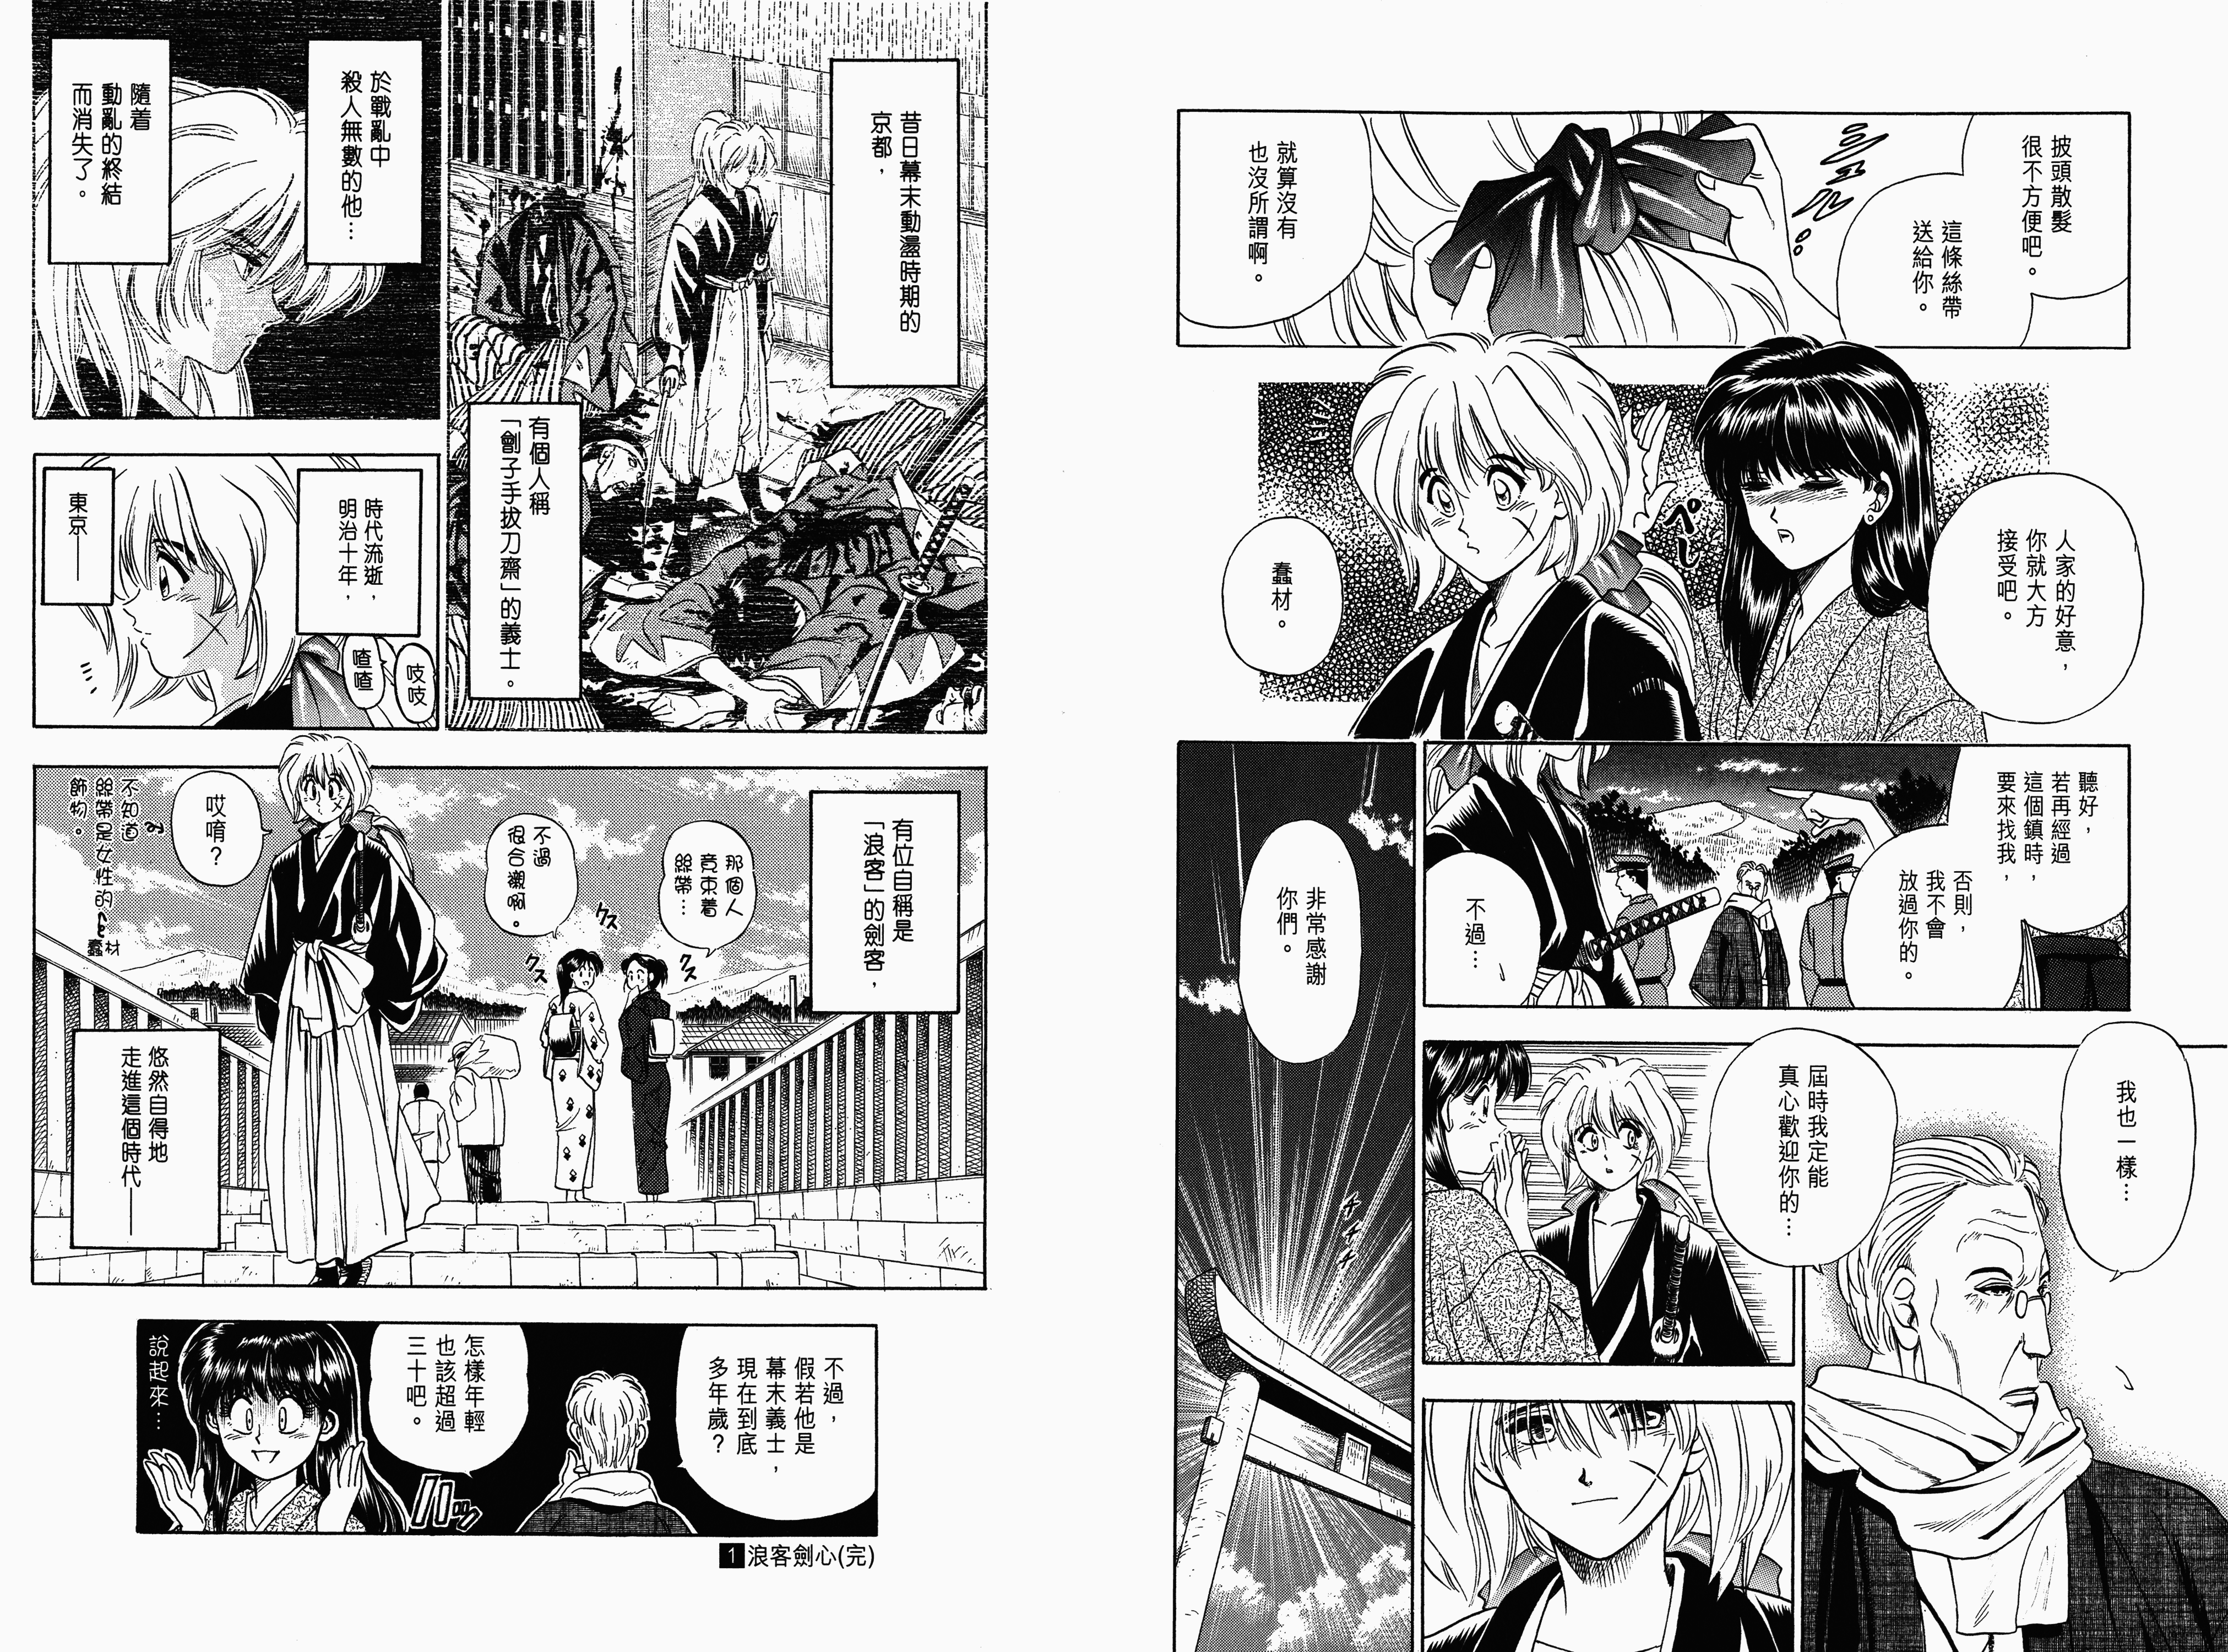 披頭散髮
很不方便吧。
這條絲帶
送給你。
就算沒有
也沒所謂啊。
人家的好意，
你就大方
接受吧。
ぺし
蠢材。
聽好，
若再經過
這個鎮時，
要來找我，
否則，
我不會
放過你的。
不過…
我也一樣…
屆時我定能
真心歡迎你的…
非常感謝
你們。
昔日幕末動盪時期的
京都，
有個人稱
「劊子手拔刀齋」的義士。
於戰亂中
殺人無數的他…
隨着
動亂的終結
而消失了。
時代流逝，
明治十年，
東京——
吱吱
喳喳
有位自稱是
「浪客」的劍客，
那個人
竟束着
絲帶…
不過
很合襯啊。
クス
クス
クス
哎唷？
不知道
絲帶是女性的
飾物。
蠢材
悠然自得地
走進這個時代——
不過，
假若他是
幕末義士，
現在到底
多年歲？
怎樣年輕
也該超過
三十吧。
說起來…
1 浪客劍心(完)